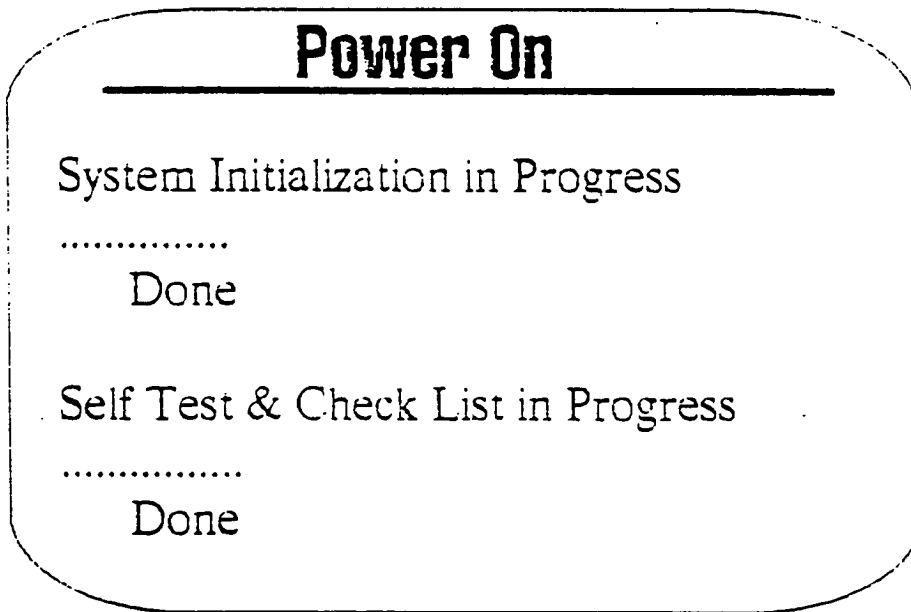 Power On
System Initialization in Progress
...............
Done
Self Test & Check List in Progress
................
Done